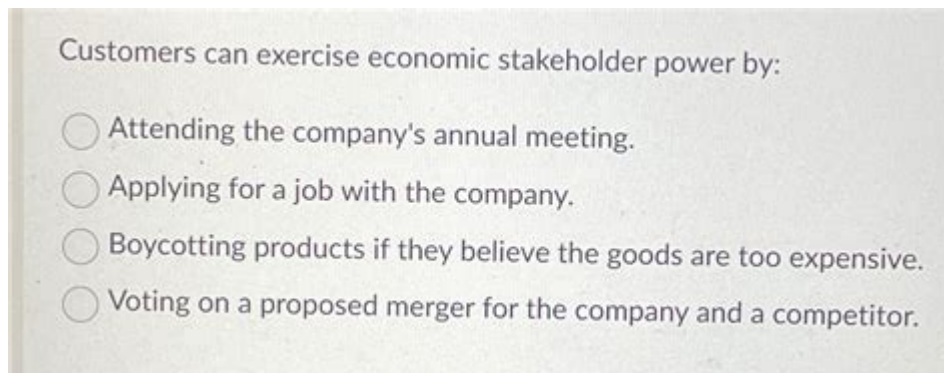 Customers can exercise economic stakeholder power by:
Attending the company's annual meeting.
Applying for a job with the company.
Boycotting products if they believe the goods are too expensive.
Voting on a proposed merger for the company and a competitor.